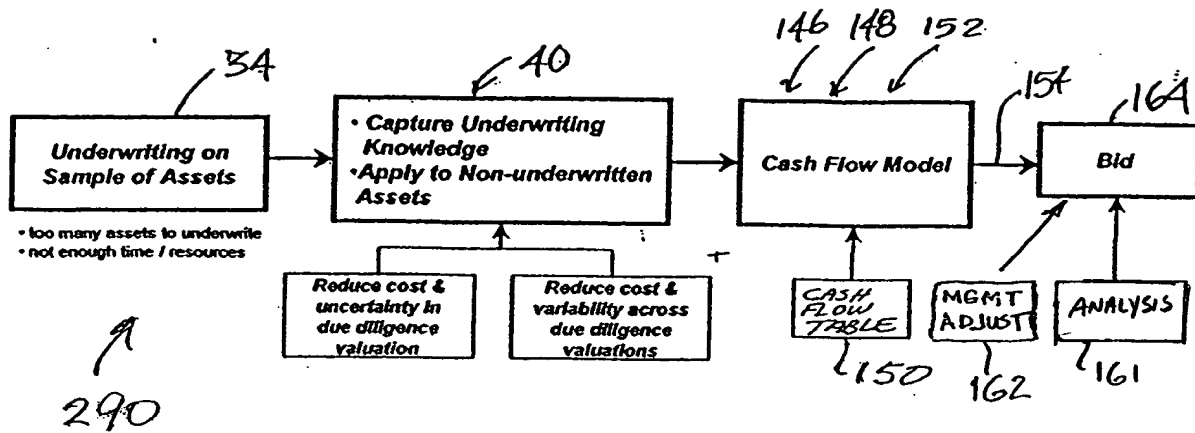 146 148 152
34
40
154
164
Underwriting on
Sample of Assets
• Capture Underwriting
Knowledge
• Apply to Non-underwritten
Assets
Cash Flow Model
Bid
• too many assets to underwrite
• not enough time / resources
Reduce cost &
uncertainty in
due diligence
valuation
Reduce cost &
variability across
due diligence
valuations
CASH
FLOW
TABLE
MGMT
ADJUST
ANALYSIS
150
162
161
290